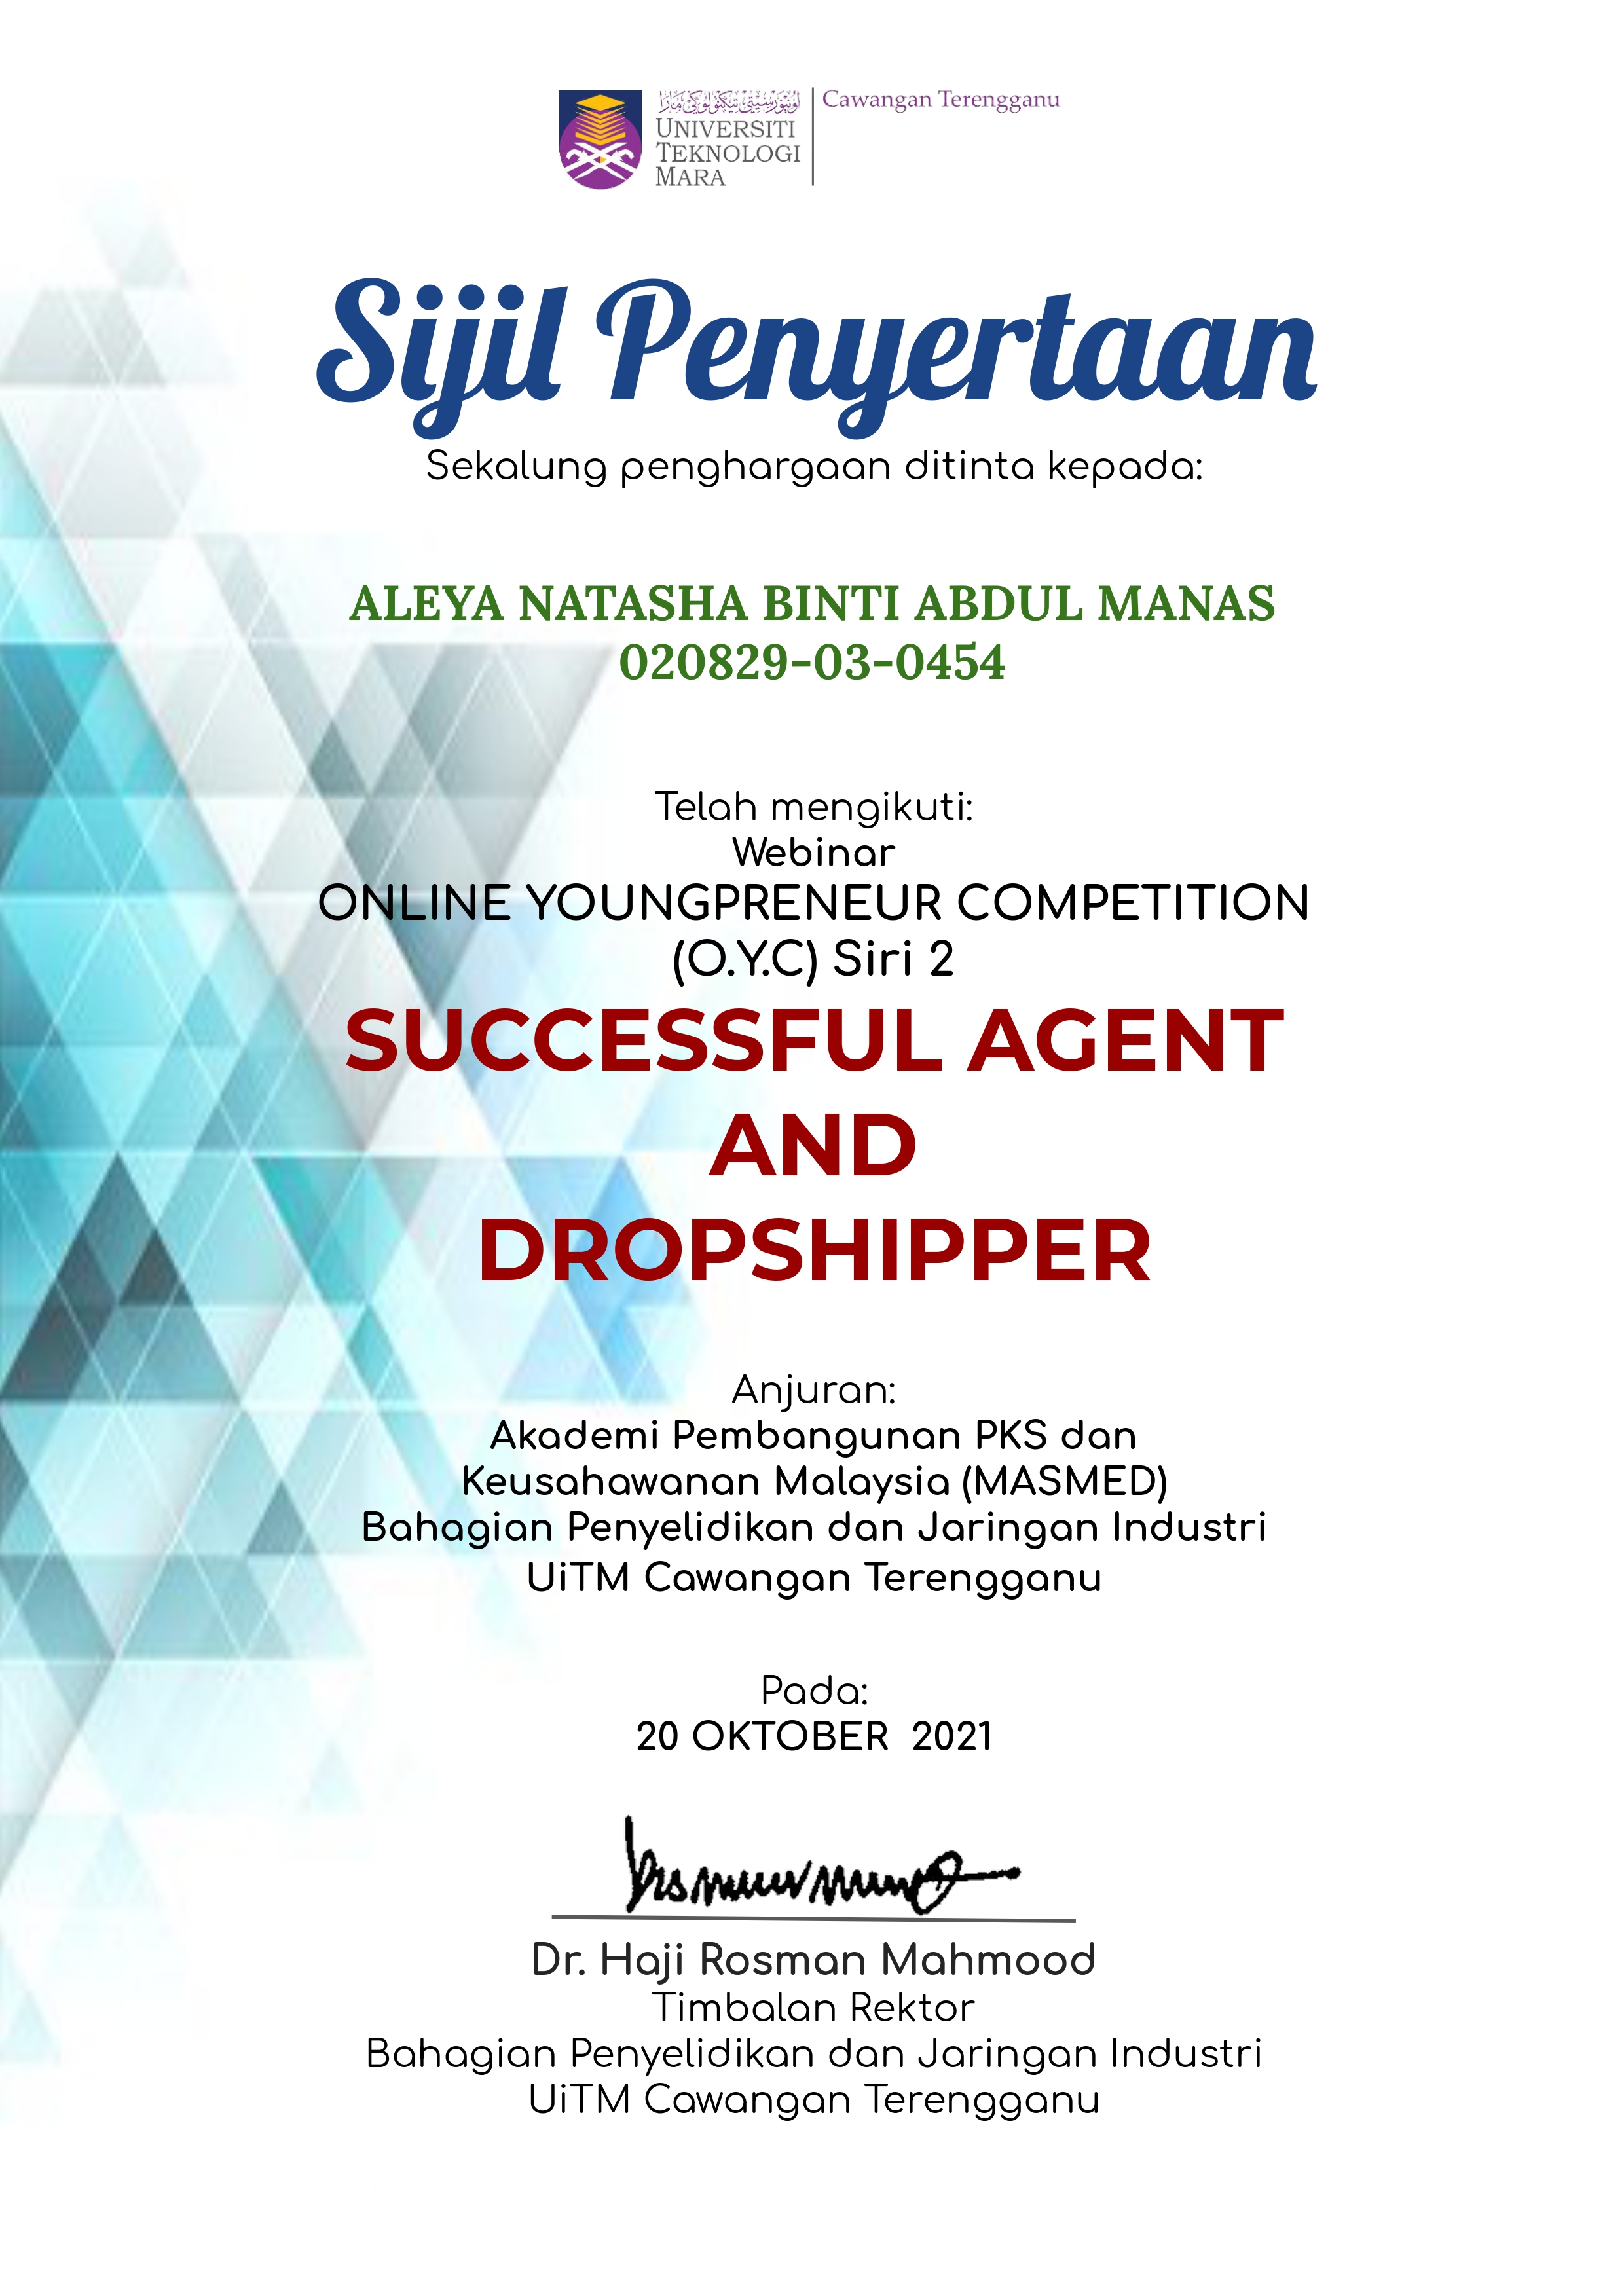 اونيۏرسيتي تيكنولوݢي مارا
UNIVERSITI
TEKNOLOGI
MARA
Cawangan Terengganu
Sijil Penyertaan
Sekalung penghargaan ditinta kepada:
ALEYA NATASHA BINTI ABDUL MANAS
020829-03-0454
Telah mengikuti:
Webinar
ONLINE YOUNGPRENEUR COMPETITION
(O.Y.C) Siri 2
SUCCESSFUL AGENT
AND
DROPSHIPPER
Anjuran:
Akademi Pembangunan PKS dan
Keusahawanan Malaysia (MASMED)
Bahagian Penyelidikan dan Jaringan Industri
UiTM Cawangan Terengganu
Pada:
20 OKTOBER 2021
Dr. Haji Rosman Mahmood
Timbalan Rektor
Bahagian Penyelidikan dan Jaringan Industri
UiTM Cawangan Terengganu